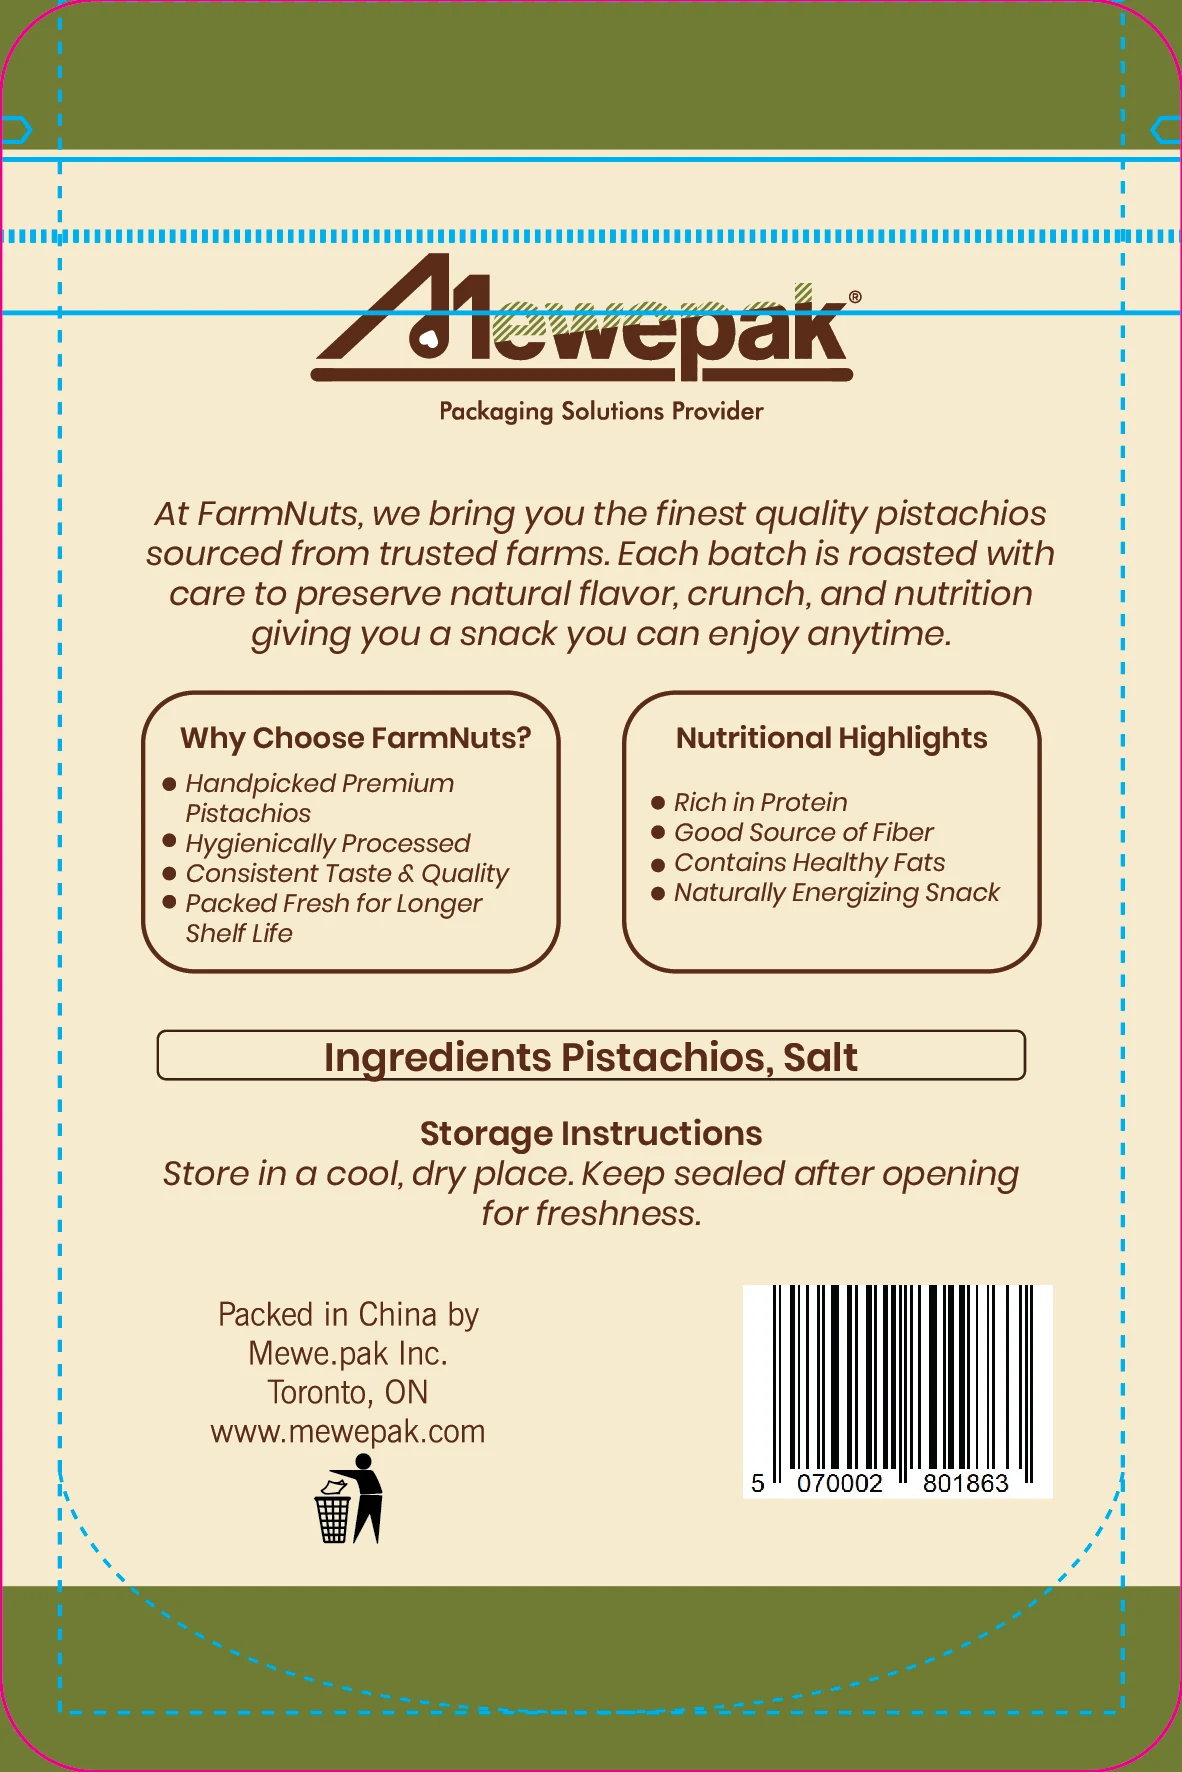 Mewepak®
Packaging Solutions Provider
At FarmNuts, we bring you the finest quality pistachios
sourced from trusted farms. Each batch is roasted with
care to preserve natural flavor, crunch, and nutrition
giving you a snack you can enjoy anytime.
Why Choose FarmNuts?
● Handpicked Premium
Pistachios
● Hygienically Processed
● Consistent Taste & Quality
● Packed Fresh for Longer
Shelf Life
Nutritional Highlights
● Rich in Protein
● Good Source of Fiber
● Contains Healthy Fats
● Naturally Energizing Snack
Ingredients Pistachios, Salt
Storage Instructions
Store in a cool, dry place. Keep sealed after opening
for freshness.
Packed in China by
Mewe.pak Inc.
Toronto, ON
www.mewepak.com
5 070002 801863